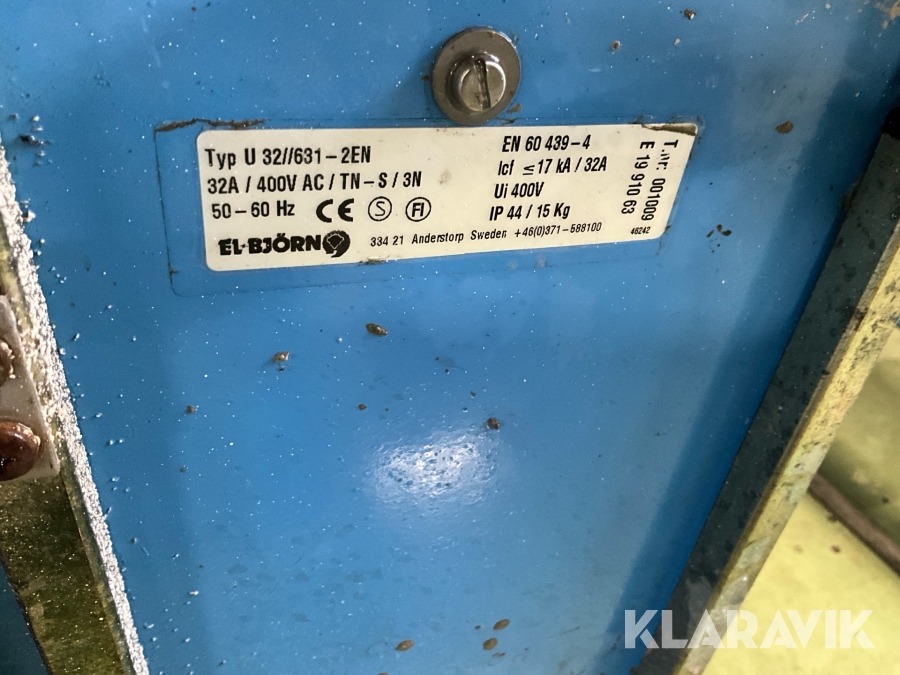 Typ U 32//631-2EN
32A / 400V AC / TN-S / 3N
50-60 Hz CE S FI
EL-BJÖRN
334 21 Anderstorp Sweden +46(0)371-588100
EN 60 439-4
Icf ≤ 17 kA / 32A
Ui 400V
IP 44 / 15 Kg
T.nr: 001009
E 19 910 63
46242
KLARAVIK